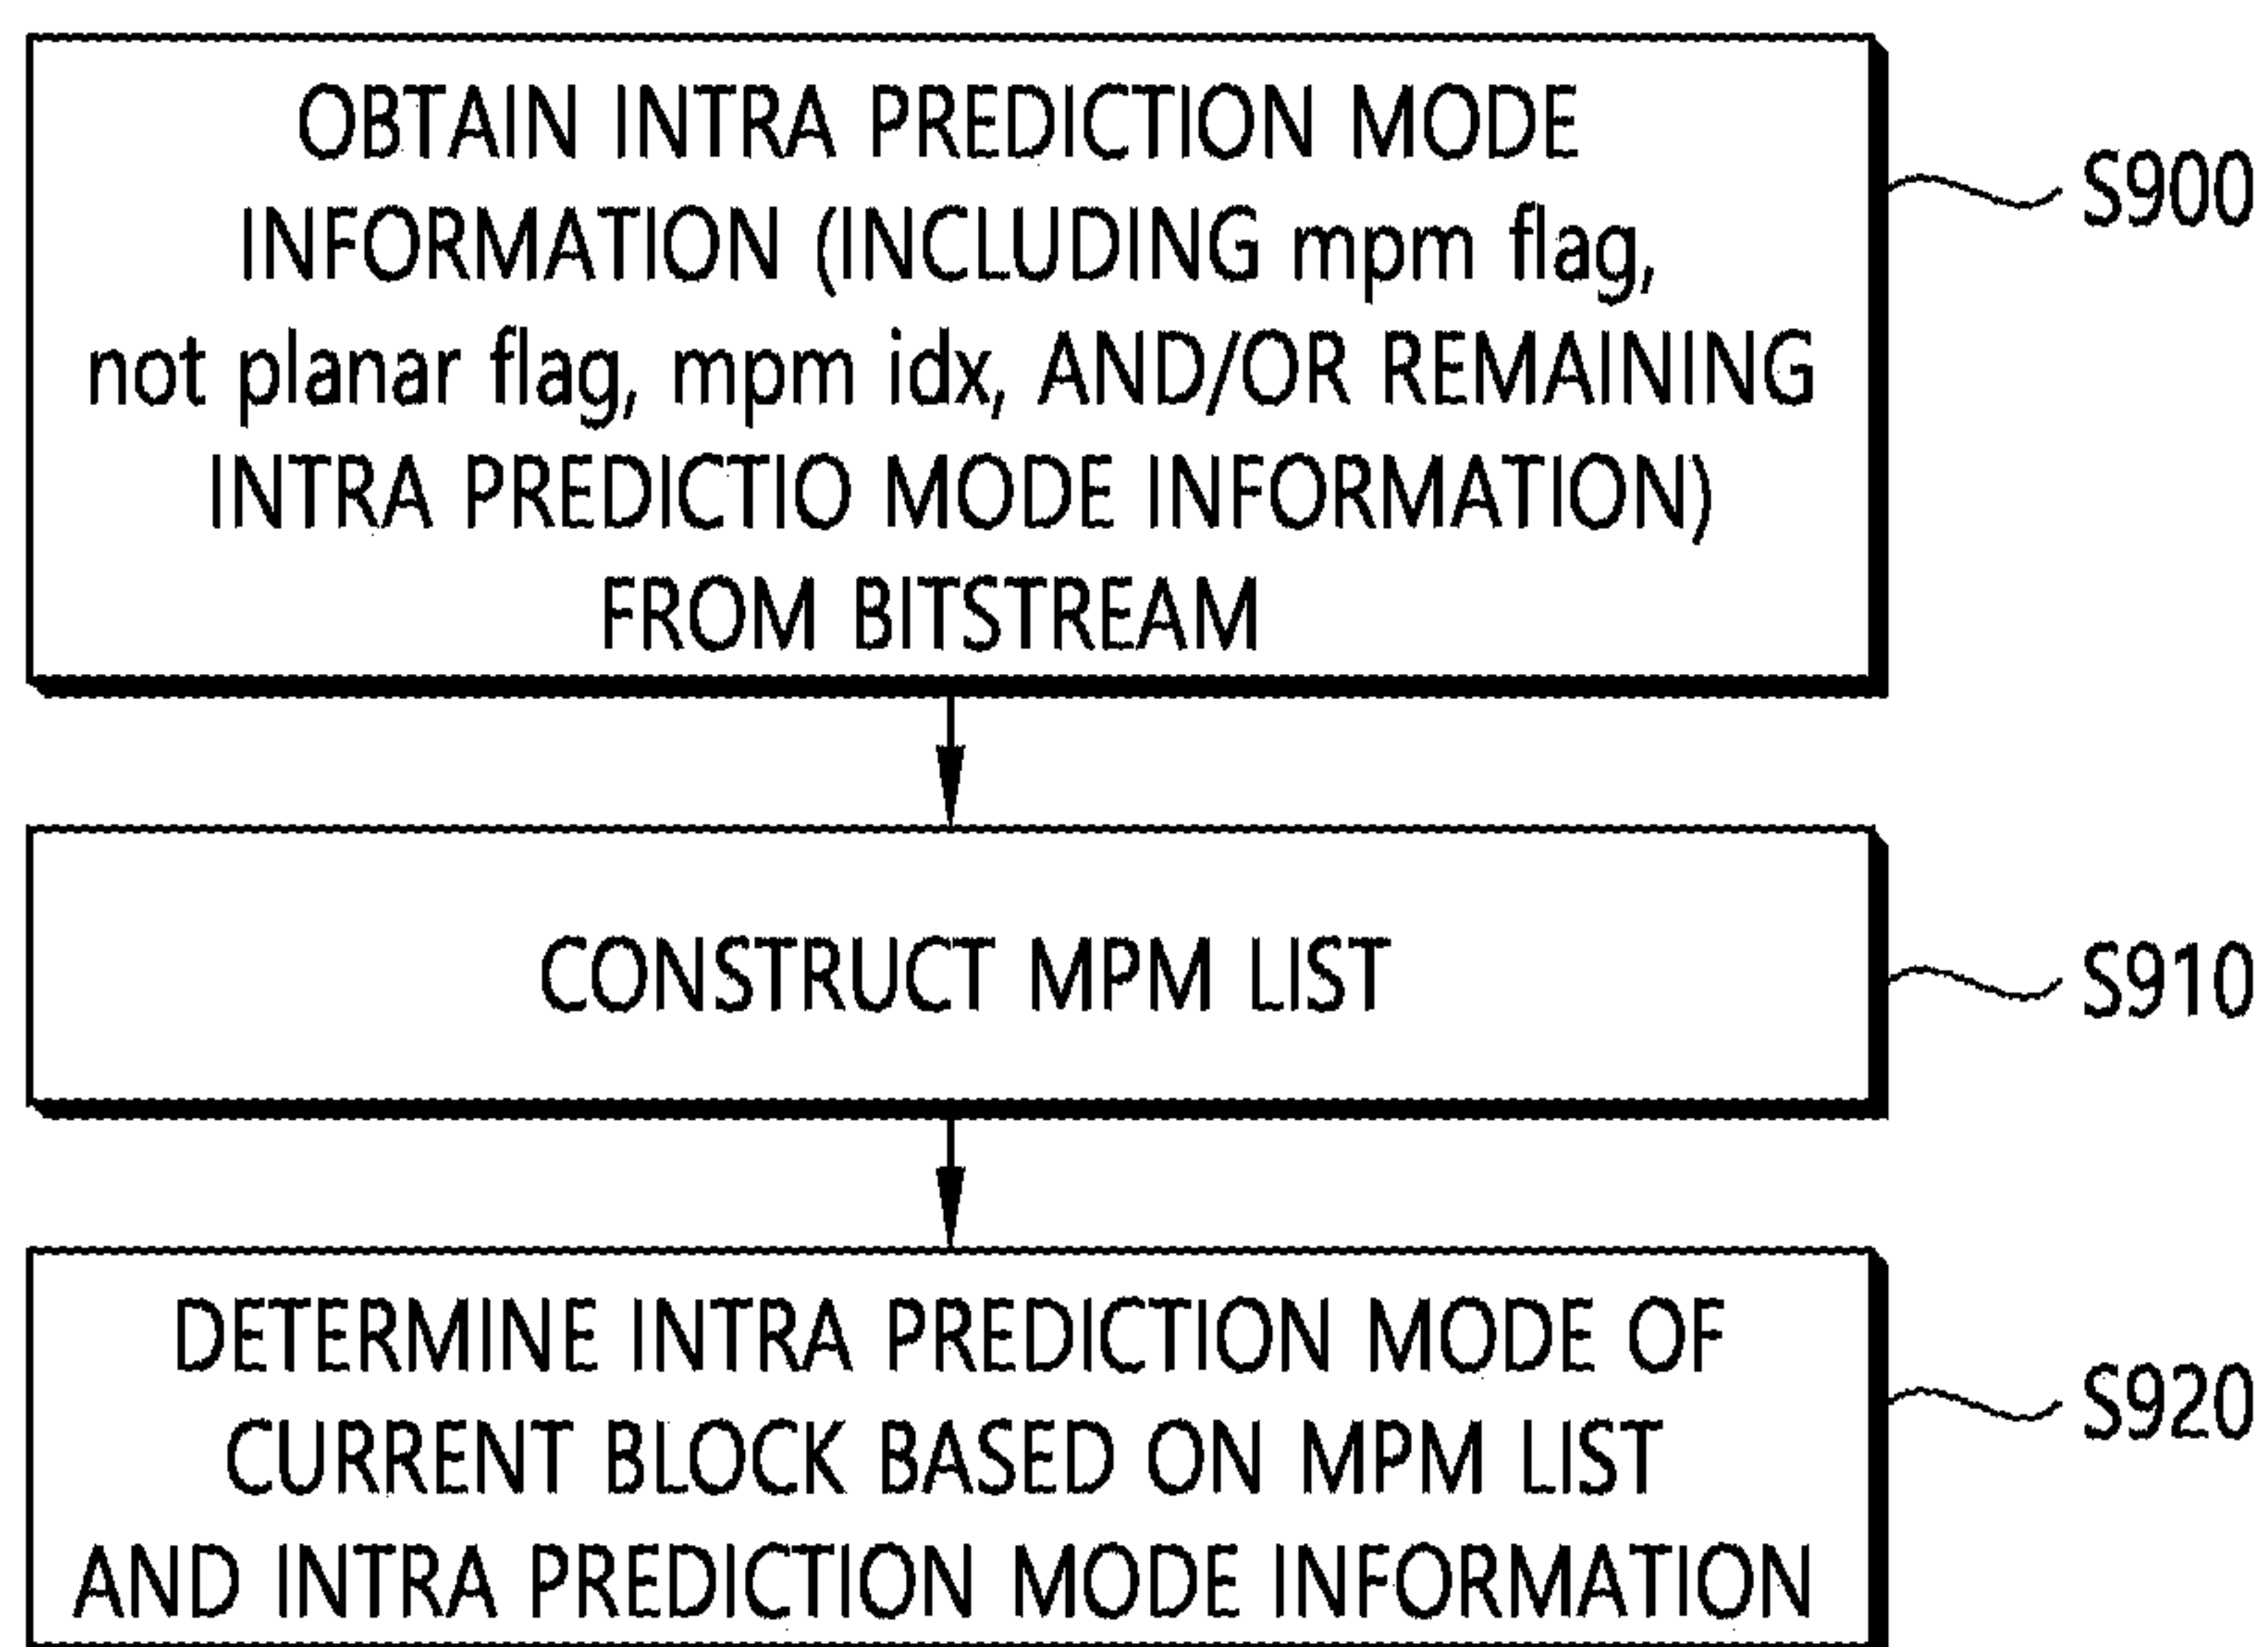 OBTAIN INTRA PREDICTION MODE
INFORMATION (INCLUDING mpm flag,
not planar flag, mpm idx, AND/OR REMAINING
INTRA PREDICTIO MODE INFORMATION)
FROM BITSTREAM
S900
CONSTRUCT MPM LIST
S910
DETERMINE INTRA PREDICTION MODE OF
CURRENT BLOCK BASED ON MPM LIST
AND INTRA PREDICTION MODE INFORMATION
S920